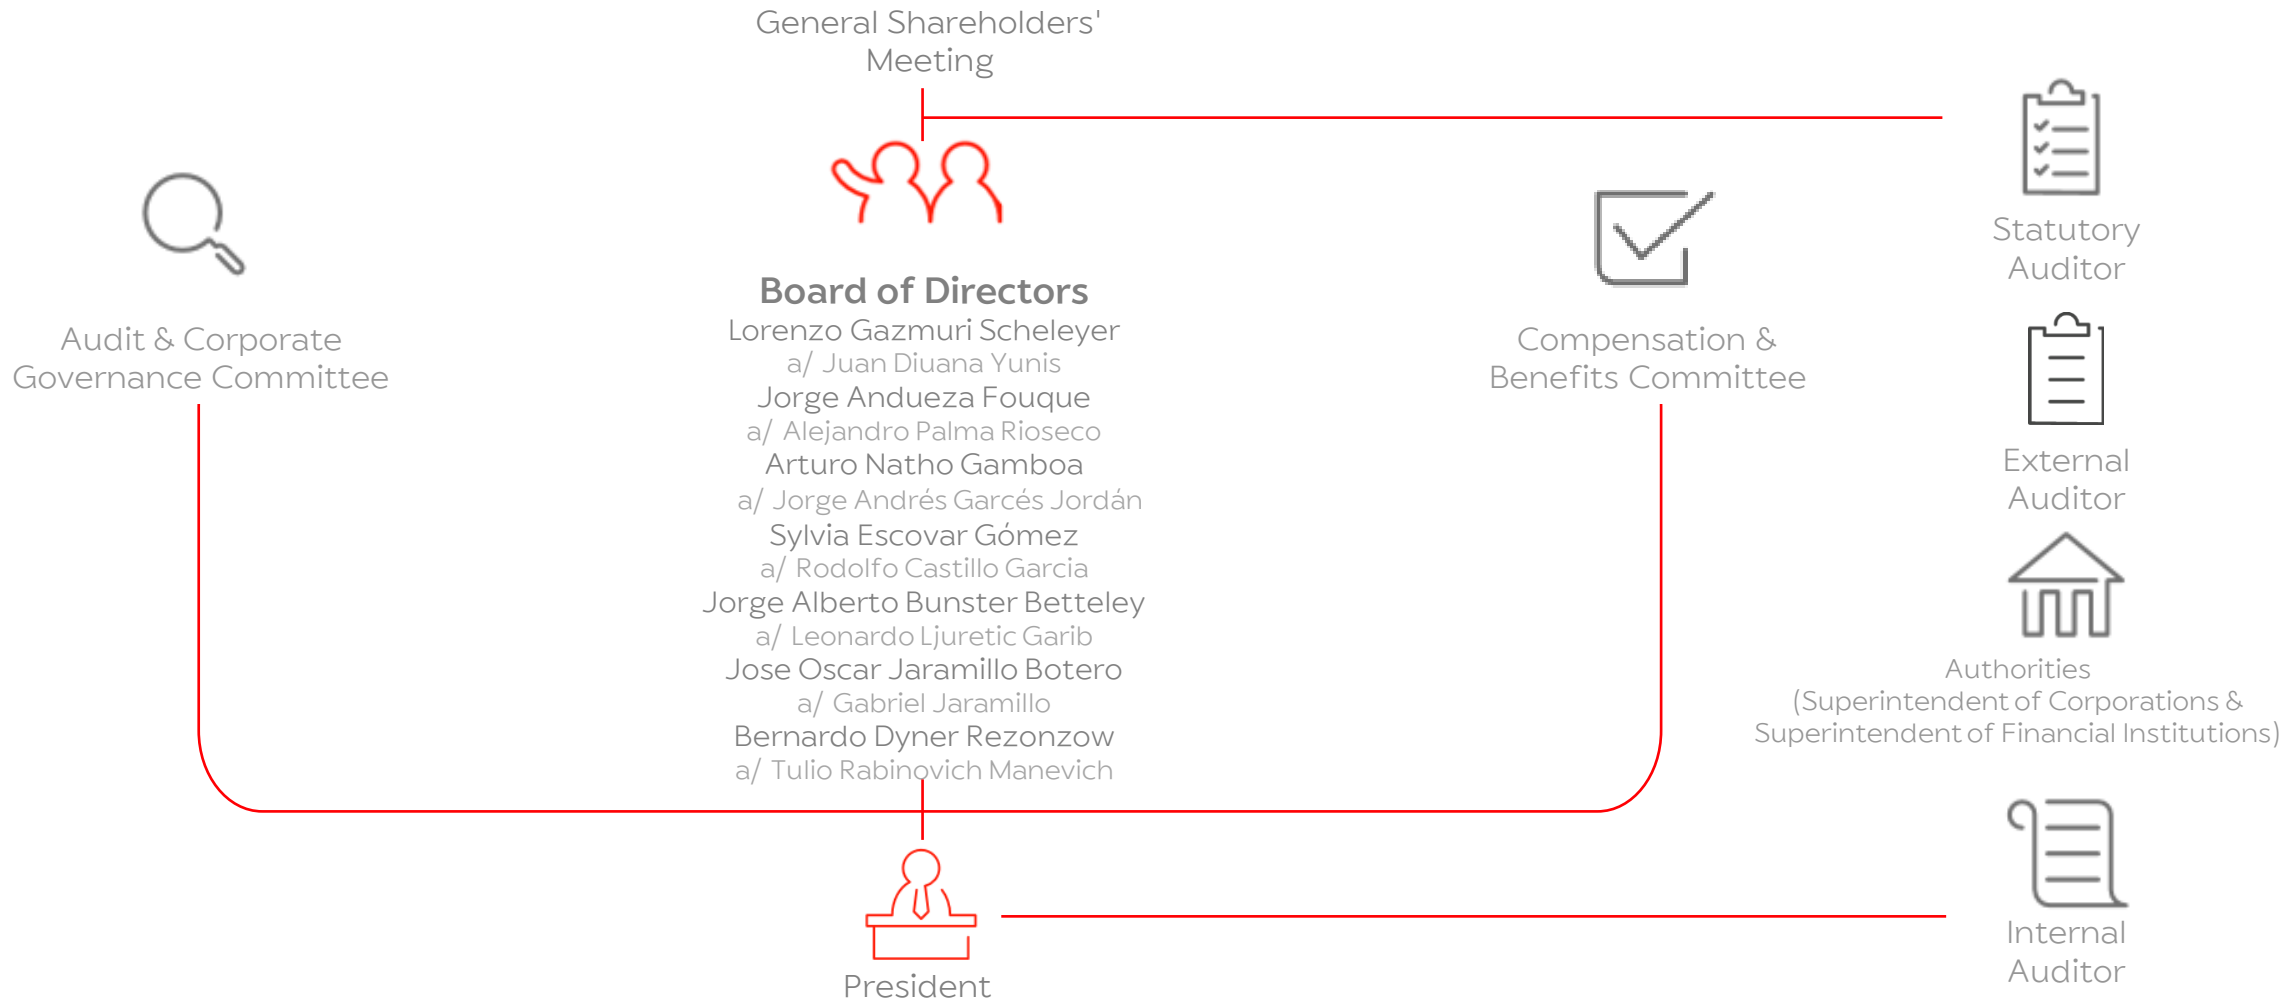 General Shareholders'
Meeting
Statutory
Auditor
Audit & Corporate
Governance Committee
Board of Directors
Lorenzo Gazmuri Scheleyer
a/ Juan Diuana Yunis
Jorge Andueza Fouque
a/ Alejandro Palma Rioseco
Arturo Natho Gamboa
a/ Jorge Andrés Garcés Jordán
Sylvia Escovar Gómez
a/ Rodolfo Castillo Garcia
Jorge Alberto Bunster Betteley
a/ Leonardo Ljuretic Garib
Jose Oscar Jaramillo Botero
a/ Gabriel Jaramillo
Bernardo Dyner Rezonzow
a/ Tulio Rabinovich Manevich
Compensation &
Benefits Committee
External
Auditor
Authorities
(Superintendent of Corporations &
Superintendent of Financial Institutions)
President
Internal
Auditor